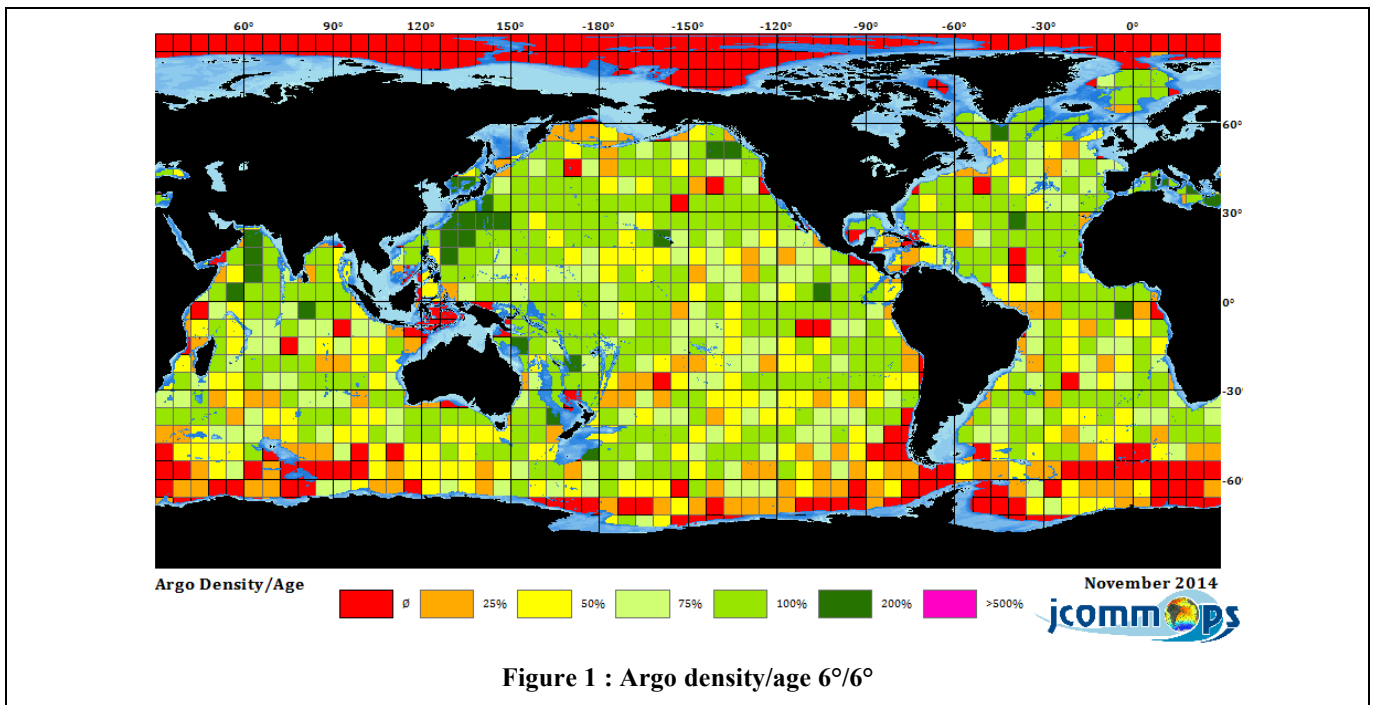 60° 90° 120° 150° -180° -150° -120° -90° -60° -30° 0°
60°
30°
0°
-30°
-60°
Argo Density/Age
November 2014
Ø 25% 50% 75% 100% 200% >500%
jcommops
Figure 1 : Argo density/age 6°/6°